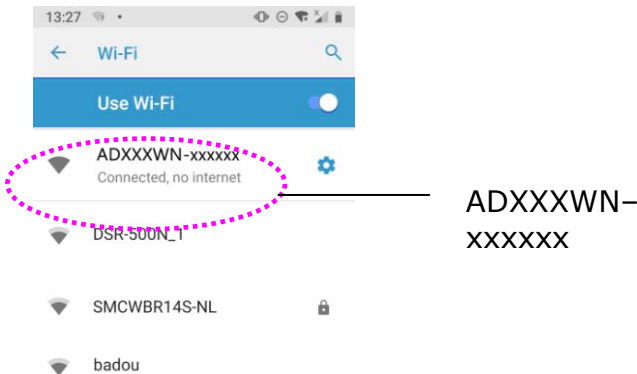 13:27
Wi-Fi
Use Wi-Fi
ADXXXWN-xxxxxx
Connected, no internet
DSR-500N_1
SMCWBR14S-NL
badou
ADXXXWN–
xxxxxx